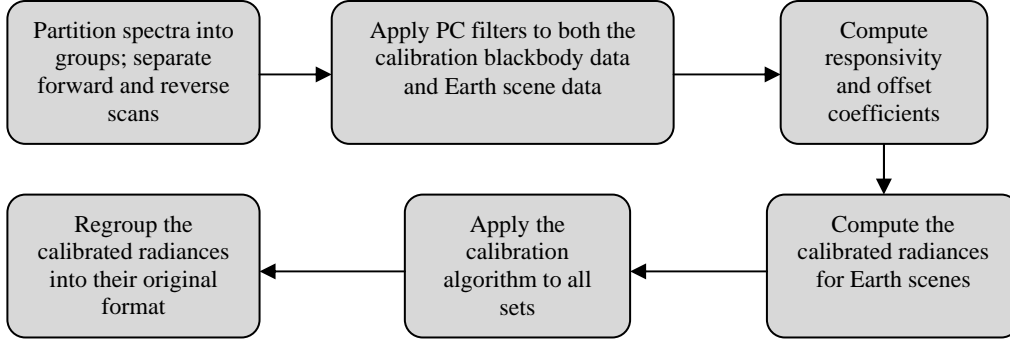 Partition spectra into
groups; separate
forward and reverse
scans
Apply PC filters to both the
calibration blackbody data
and Earth scene data
Compute
responsivity
and offset
coefficients
Compute the
calibrated radiances
for Earth scenes
Apply the
calibration
algorithm to all
sets
Regroup the
calibrated radiances
into their original
format